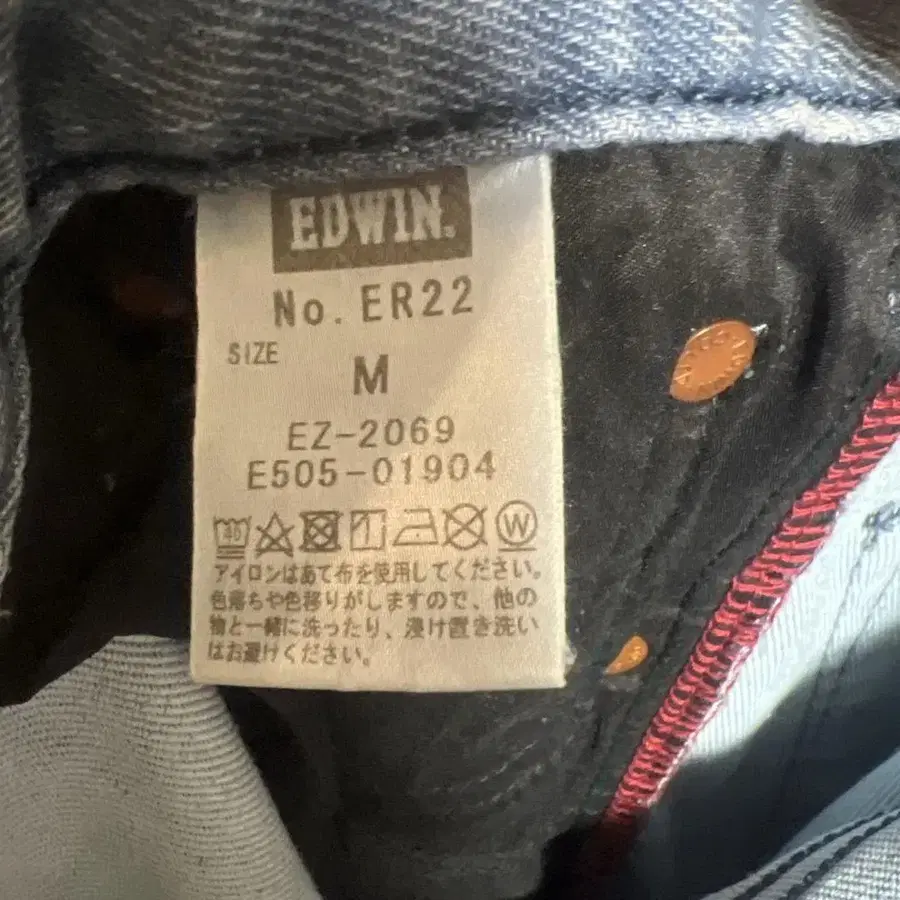 EDWIN.
No. ER22
SIZE
M
EZ-2069
E505-01904
40 W
アイロンはあて布を使用してください。
色落ちや色移りがしますので、他の
物と一緒に洗ったり、浸け置き洗い
はお避けください。